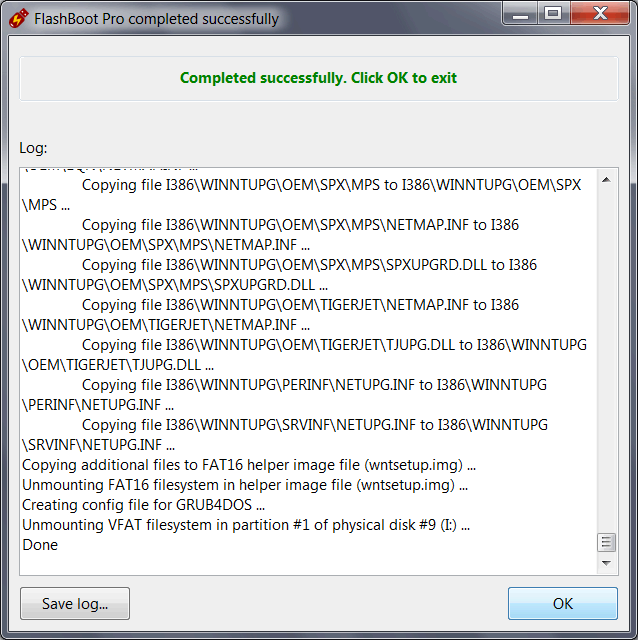 FlashBoot Pro completed successfully
Completed successfully. Click OK to exit
Log:
Copying file I386\WINNTUPG\OEM\SPX\MPS to I386\WINNTUPG\OEM\SPX
\MPS ...
Copying file I386\WINNTUPG\OEM\SPX\MPS\NETMAP.INF to I386
\WINNTUPG\OEM\SPX\MPS\NETMAP.INF ...
Copying file I386\WINNTUPG\OEM\SPX\MPS\SPXUPGRD.DLL to I386
\WINNTUPG\OEM\SPX\MPS\SPXUPGRD.DLL ...
Copying file I386\WINNTUPG\OEM\TIGERJET\NETMAP.INF to I386
\WINNTUPG\OEM\TIGERJET\NETMAP.INF ...
Copying file I386\WINNTUPG\OEM\TIGERJET\TJUPG.DLL to I386\WINNTUPG
\OEM\TIGERJET\TJUPG.DLL ...
Copying file I386\WINNTUPG\PERINF\NETUPG.INF to I386\WINNTUPG
\PERINF\NETUPG.INF ...
Copying file I386\WINNTUPG\SRVINF\NETUPG.INF to I386\WINNTUPG
\SRVINF\NETUPG.INF ...
Copying additional files to FAT16 helper image file (wntsetup.img) ...
Unmounting FAT16 filesystem in helper image file (wntsetup.img) ...
Creating config file for GRUB4DOS ...
Unmounting VFAT filesystem in partition #1 of physical disk #9 (I:) ...
Done
Save log...
OK